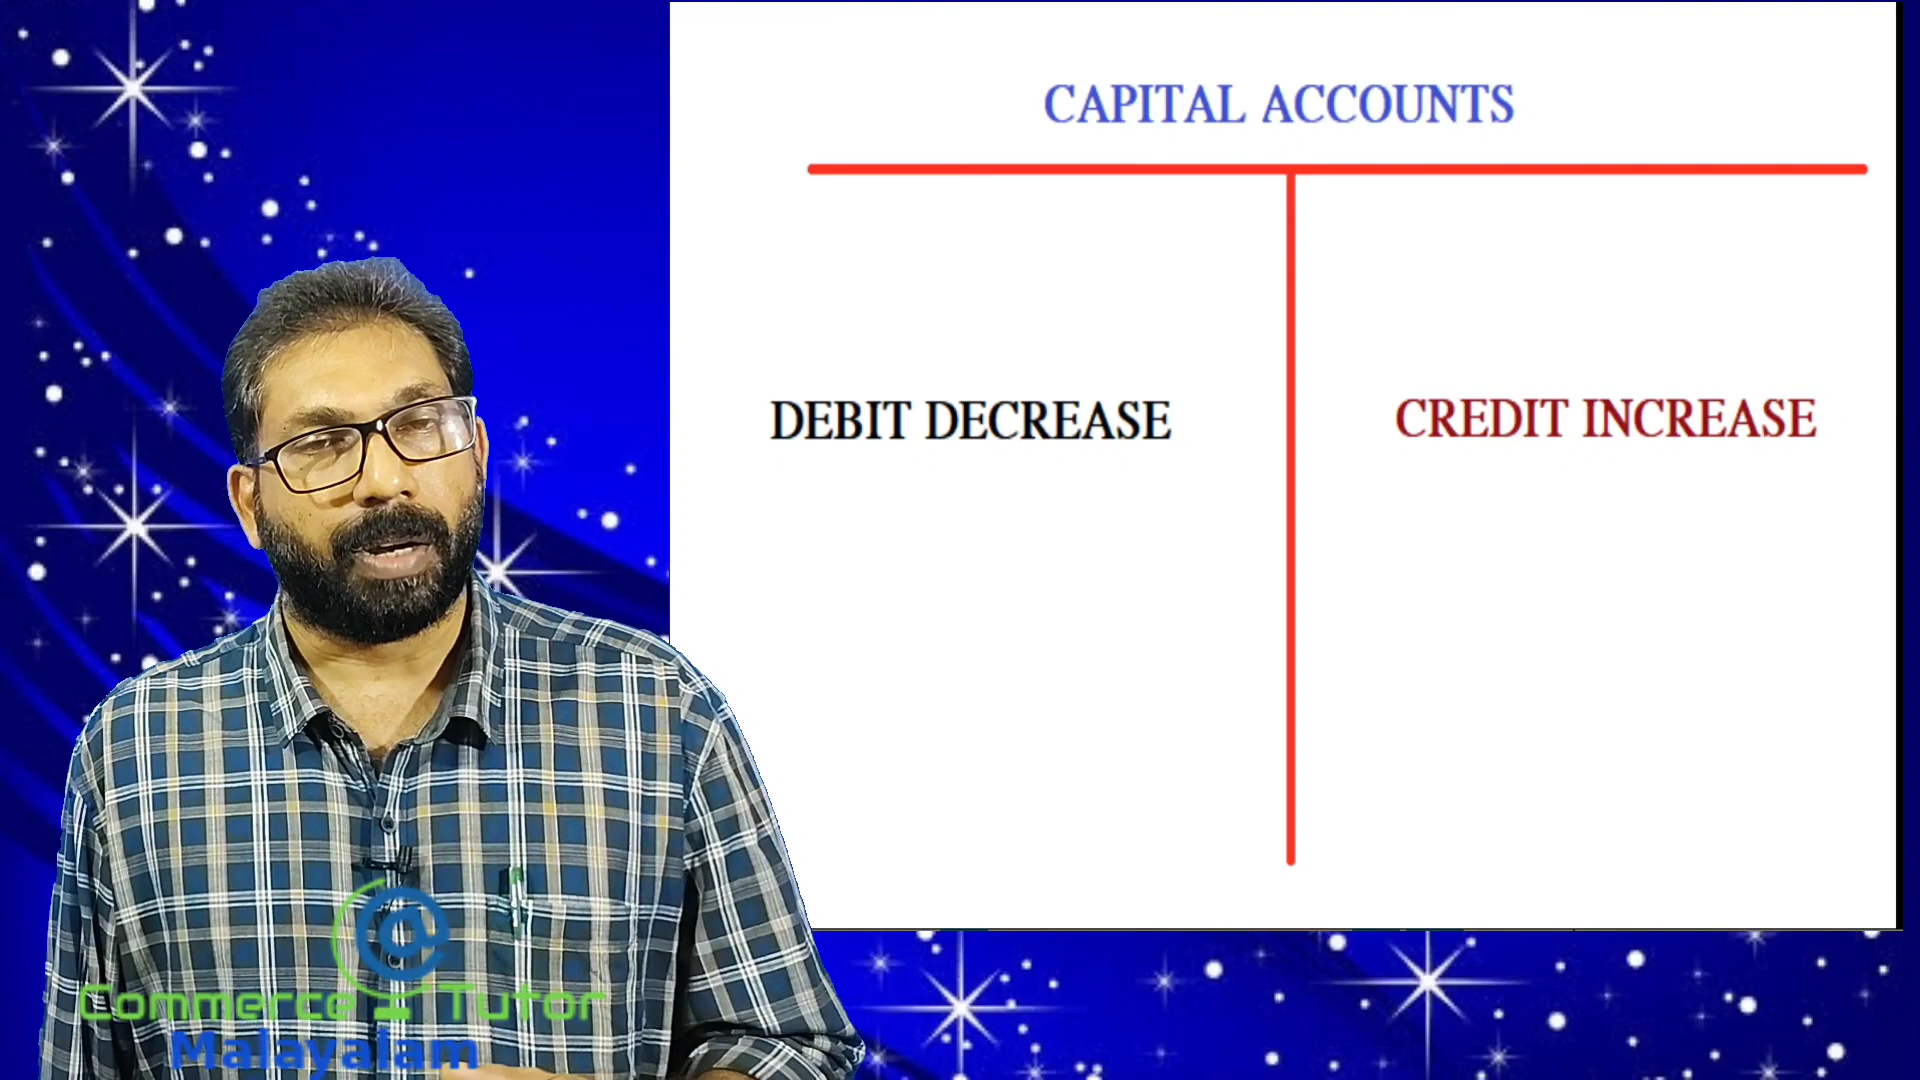 CAPITAL ACCOUNTS
DEBIT DECREASE
CREDIT INCREASE
Commerce Tutor
Malayalam